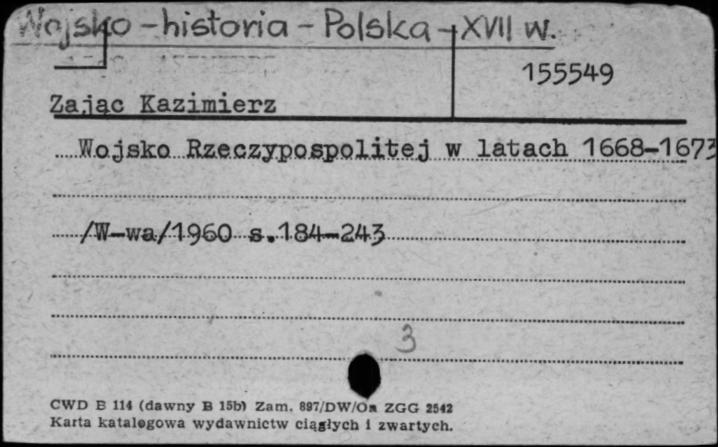 Wojsko - historia - Polska - XVII w.
155549
Zając Kazimierz
Wojsko Rzeczypospolitej w latach 1668-1673
/W-wa/1960 s.184-243
3
CWD B 114 (dawny B 15b) Zam. 897/DW/Oa ZGG 2542
Karta katalogowa wydawnictw ciągłych i zwartych.